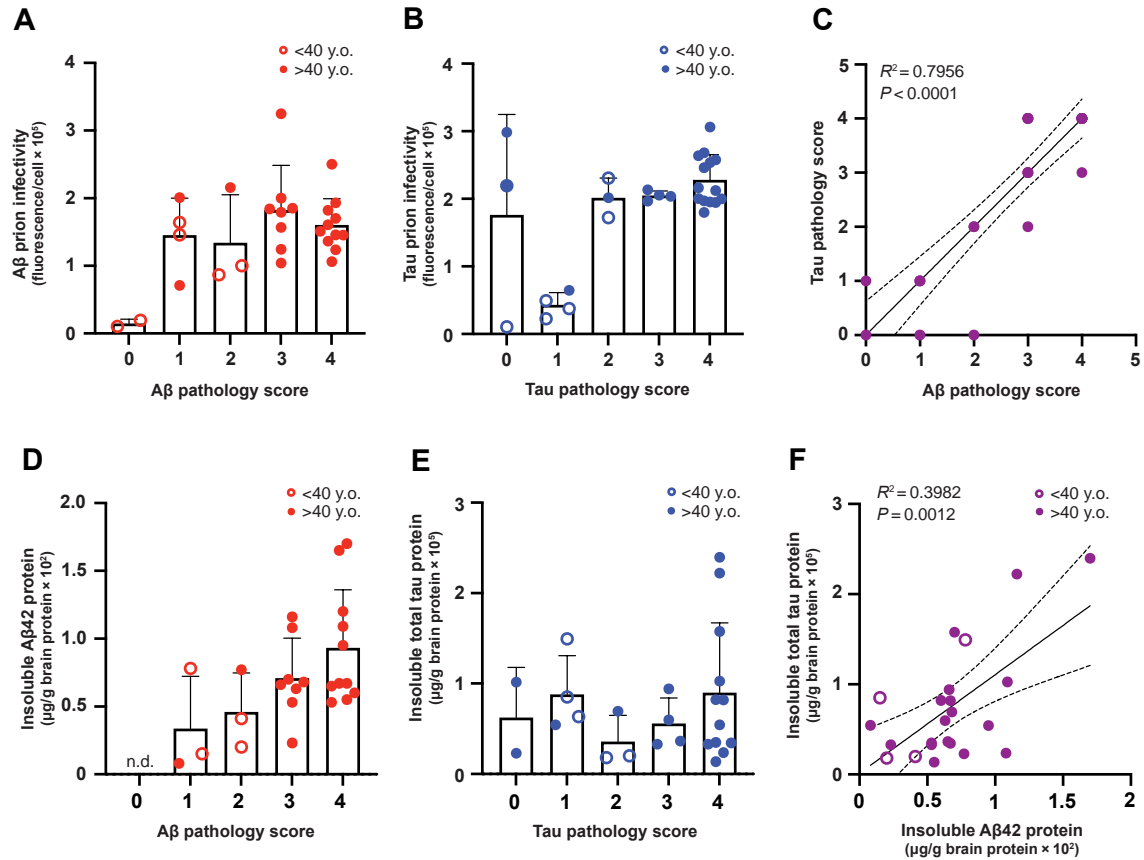 A
<40 y.o.
>40 y.o.
Aβ prion infectivity
(fluorescence/cell × 10⁵)
4
3
2
1
0
0 1 2 3 4
Aβ pathology score
B
<40 y.o.
>40 y.o.
Tau prion infectivity
(fluorescence/cell × 10⁵)
4
3
2
1
0
0 1 2 3 4
Tau pathology score
C
R² = 0.7956
P < 0.0001
Tau pathology score
5
4
3
2
1
0
0 1 2 3 4 5
Aβ pathology score
D
<40 y.o.
>40 y.o.
Insoluble Aβ42 protein
(µg/g brain protein × 10²)
2.0
1.5
1.0
0.5
0
n.d.
0 1 2 3 4
Aβ pathology score
E
<40 y.o.
>40 y.o.
Insoluble total tau protein
(µg/g brain protein × 10⁵)
3
2
1
0
0 1 2 3 4
Tau pathology score
F
R² = 0.3982
P = 0.0012
<40 y.o.
>40 y.o.
Insoluble total tau protein
(µg/g brain protein × 10⁵)
3
2
1
0
0 0.5 1 1.5 2
Insoluble Aβ42 protein
(µg/g brain protein × 10²)